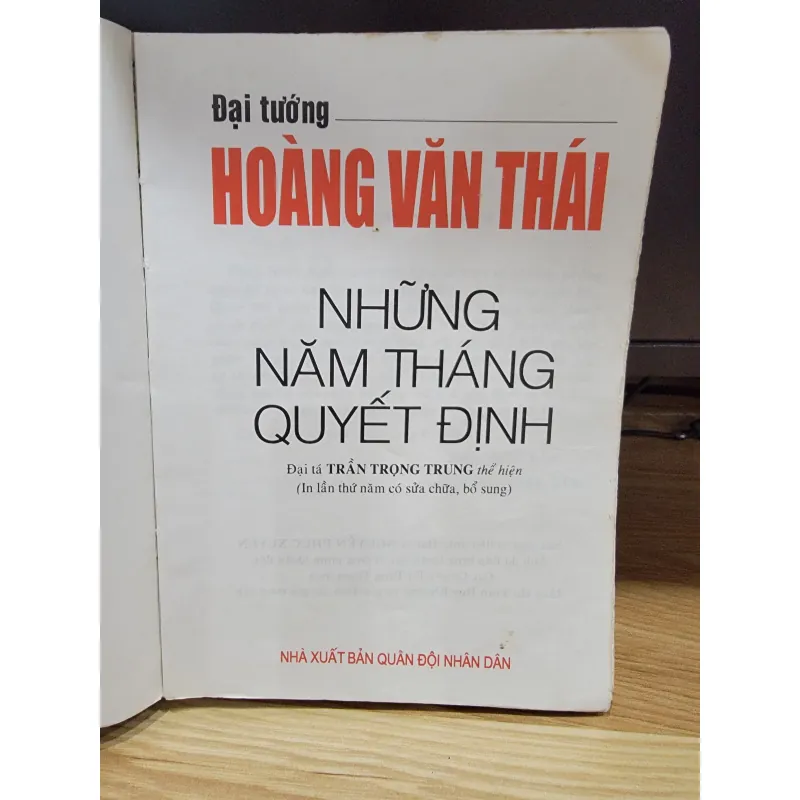 Đại tướng
HOÀNG VĂN THÁI
NHỮNG
NĂM THÁNG
QUYẾT ĐỊNH
Đại tá TRẦN TRỌNG TRUNG thể hiện
(In lần thứ năm có sửa chữa, bổ sung)
NHÀ XUẤT BẢN QUÂN ĐỘI NHÂN DÂN